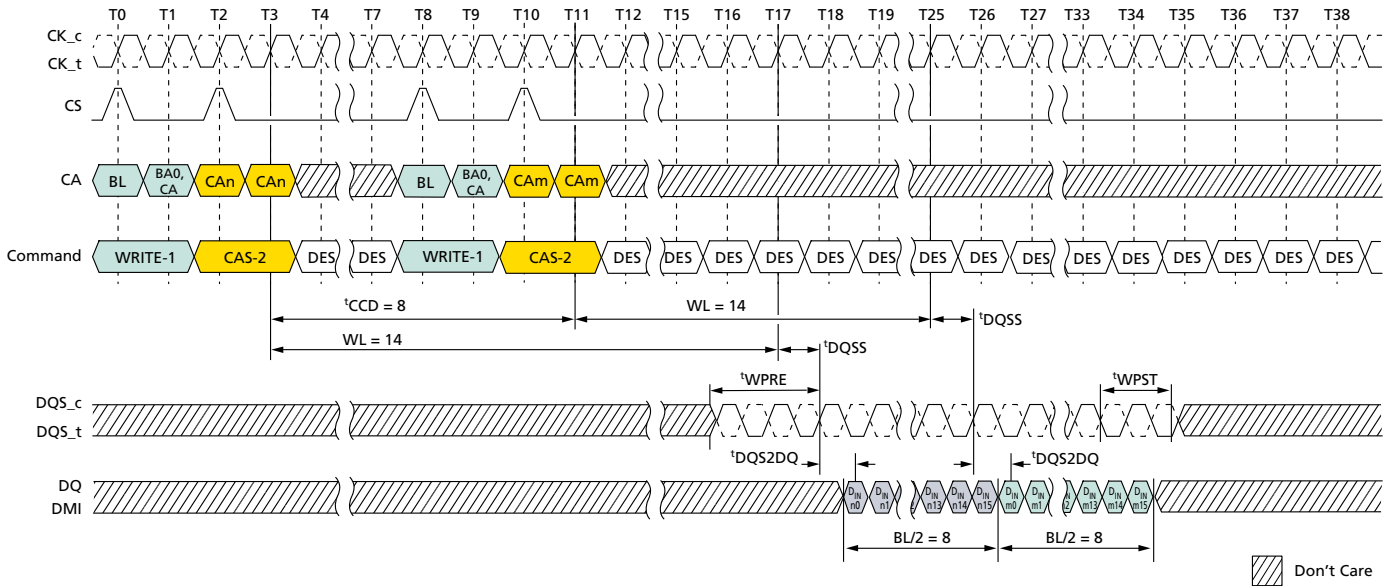 T0 T1 T2 T3 T4 T7 T8 T9 T10 T11 T12 T15 T16 T17 T18 T19 T25 T26 T27 T33 T34 T35 T36 T37 T38
CK_c
CK_t
CS
CA BL BA0, CA CAn CAn BL BA0, CA CAm CAm
Command WRITE-1 CAS-2 DES DES WRITE-1 CAS-2 DES DES DES DES DES DES DES DES DES DES DES DES DES DES DES
tCCD = 8 WL = 14 tDQSS
WL = 14 tDQSS
tWPRE tWPST
DQS_c
DQS_t
tDQS2DQ tDQS2DQ
DQ
DMI
DIN n0 DIN n1 DIN n13 DIN n14 DIN n15 DIN m0 DIN m1 DIN m13 DIN m14 DIN m15
BL/2 = 8 BL/2 = 8
Don't Care